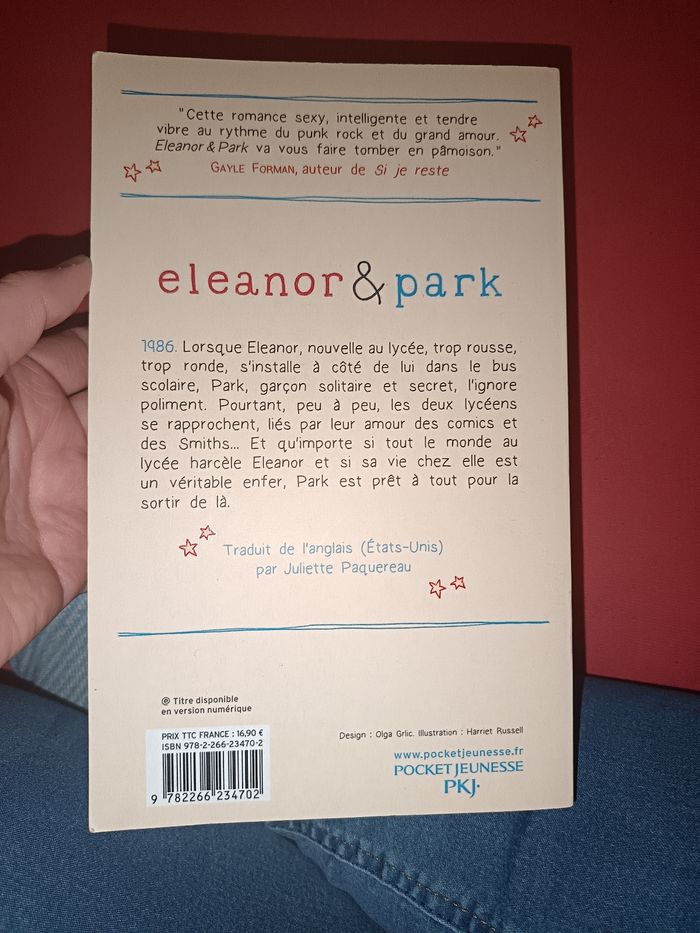 "Cette romance sexy, intelligente et tendre
vibre au rythme du punk rock et du grand amour.
Eleanor & Park va vous faire tomber en pâmoison."
GAYLE FORMAN, auteur de Si je reste
eleanor & park
1986. Lorsque Eleanor, nouvelle au lycée, trop rousse,
trop ronde, s'installe à côté de lui dans le bus
scolaire, Park, garçon solitaire et secret, l'ignore
poliment. Pourtant, peu à peu, les deux lycéens
se rapprochent, liés par leur amour des comics et
des Smiths... Et qu'importe si tout le monde au
lycée harcèle Eleanor et si sa vie chez elle est
un véritable enfer, Park est prêt à tout pour la
sortir de là.
Traduit de l'anglais (États-Unis)
par Juliette Paquereau
Titre disponible
en version numérique
PRIX TTC FRANCE : 16,90 €
ISBN 978-2-266-23470-2
9 782266 234702
Design : Olga Grlic. Illustration : Harriet Russell
www.pocketjeunesse.fr
POCKET JEUNESSE
PKJ·